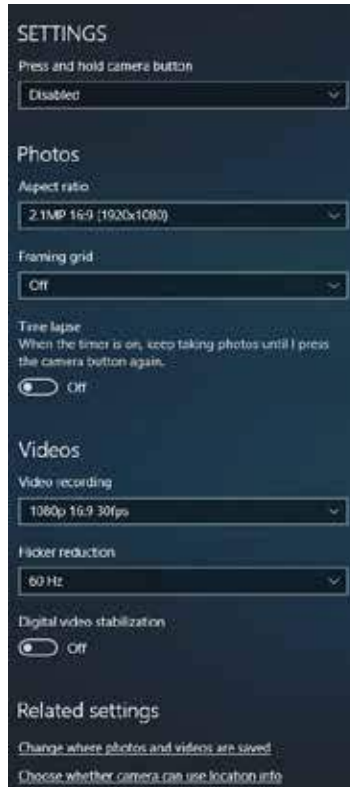 SETTINGS
Press and hold camera button
Disabled
Photos
Aspect ratio
2.1MP 16:9 (1920x1080)
Framing grid
Off
Time lapse
When the timer is on, keep taking photos until I press
the camera button again.
Off
Videos
Video recording
1080p 16:9 30fps
Flicker reduction
60 Hz
Digital video stabilization
Off
Related settings
Change where photos and videos are saved
Choose whether camera can use location info